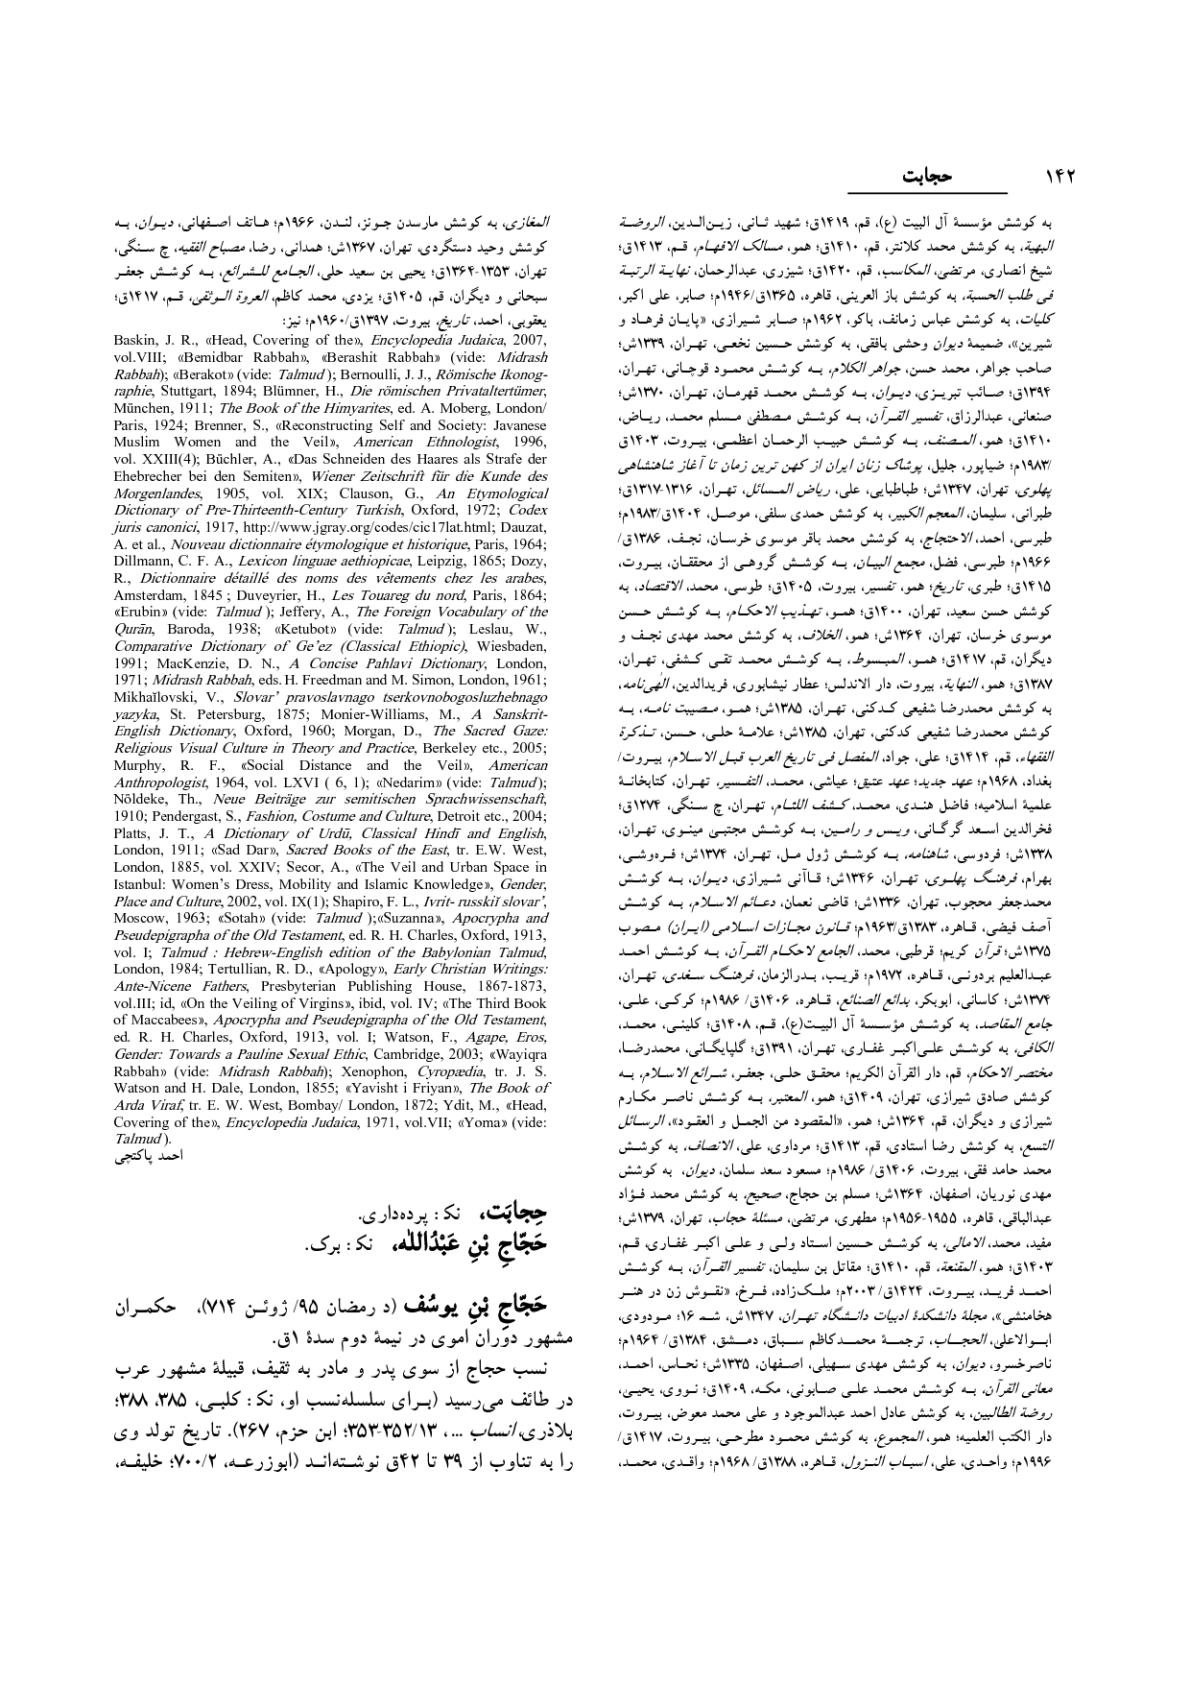 ۱۴۲
حجابت
به کوشش مؤسسهٔ آل البیت (ع)، قم، ۱۴۱۹ق؛ شهید ثانی، زین‌الدین، الروضة
البهیة، به کوشش محمد کلانتر، قم، ۱۴۱۰ق؛ همو، مسالک الافهام، قم، ۱۴۱۳ق؛
شیخ انصاری، مرتضی، المکاسب، قم، ۱۴۲۰ق؛ شیزری، عبدالرحمان، نهایة الرتبة
فی طلب الحسبة، به کوشش باز العرینی، قاهره، ۱۳۶۵ق/۱۹۴۶م؛ صابر، علی اکبر،
کلیات، به کوشش عباس زمانف، باکو، ۱۹۶۲م؛ صابر شیرازی، «پایان فرهاد و
شیرین»، ضمیمهٔ دیوان وحشی بافقی، به کوشش حسین نخعی، تهران، ۱۳۳۹ش؛
صاحب جواهر، محمد حسن، جواهر الکلام، به کوشش محمود قوچانی، تهران،
۱۳۹۴ق؛ صائب تبریزی، دیوان، به کوشش محمد قهرمان، تهران، ۱۳۷۰ش؛
صنعانی، عبدالرزاق، تفسیر القرآن، به کوشش مصطفی مسلم محمد، ریاض،
۱۴۱۰ق؛ همو، المصنف، به کوشش حبیب الرحمان اعظمی، بیروت، ۱۴۰۳ق
/۱۹۸۳م؛ ضیاپور، جلیل، پوشاک زنان ایران از کهن ترین زمان تا آغاز شاهنشاهی
پهلوی، تهران، ۱۳۴۷ش؛ طباطبایی، علی، ریاض المسائل، تهران، ۱۳۱۶-۱۳۱۷ق؛
طبرانی، سلیمان، المعجم الکبیر، به کوشش حمدی سلفی، موصل، ۱۴۰۴ق/۱۹۸۳م؛
طبرسی، احمد، الاحتجاج، به کوشش محمد باقر موسوی خرسان، نجف، ۱۳۸۶ق/
۱۹۶۶م؛ طبرسی، فضل، مجمع البیان، به کوشش گروهی از محققان، بیروت،
۱۴۱۵ق؛ طبری، تاریخ؛ همو، تفسیر، بیروت، ۱۴۰۵ق؛ طوسی، محمد، الاقتصاد، به
کوشش حسن سعید، تهران، ۱۴۰۰ق؛ همو، تهذیب الاحکام، به کوشش حسن
موسوی خرسان، تهران، ۱۳۶۴ش؛ همو، الخلاف، به کوشش محمد مهدی نجف و
دیگران، قم، ۱۴۱۷ق؛ همو، المبسوط، به کوشش محمد تقی کشفی، تهران،
۱۳۸۷ق؛ همو، النهایة، بیروت، دار الاندلس؛ عطار نیشابوری، فریدالدین، الهی‌نامه،
به کوشش محمدرضا شفیعی کدکنی، تهران، ۱۳۸۵ش؛ همو، مصیبت نامه، به
کوشش محمدرضا شفیعی کدکنی، تهران، ۱۳۸۵ش؛ علامهٔ حلی، حسن، تذکرة
الفقهاء، قم، ۱۴۱۴ق؛ علی، جواد، المفصل فی تاریخ العرب قبل الاسلام، بیروت/
بغداد، ۱۹۶۸م؛ عهد جدید؛ عهد عتیق؛ عیاشی، محمد، التفسیر، تهران، کتابخانهٔ
علمیهٔ اسلامیه؛ فاضل هندی، محمد، کشف اللثام، تهران، چ سنگی، ۱۲۷۴ق؛
فخرالدین اسعد گرگانی، ویس و رامین، به کوشش مجتبی مینوی، تهران،
۱۳۳۸ش؛ فردوسی، شاهنامه، به کوشش ژول مل، تهران، ۱۳۷۴ش؛ فره‌وشی،
بهرام، فرهنگ پهلوی، تهران، ۱۳۴۶ش؛ قاآنی شیرازی، دیوان، به کوشش
محمدجعفر محجوب، تهران، ۱۳۳۶ش؛ قاضی نعمان، دعائم الاسلام، به کوشش
آصف فیضی، قاهره، ۱۳۸۳ق/۱۹۶۳م؛ قانون مجازات اسلامی (ایران) مصوب
۱۳۷۵ش؛ قرآن کریم؛ قرطبی، محمد، الجامع لاحکام القرآن، به کوشش احمد
عبدالعلیم بردونی، قاهره، ۱۹۷۲م؛ قریب، بدرالزمان، فرهنگ سغدی، تهران،
۱۳۷۴ش؛ کاسانی، ابوبکر، بدائع الصنائع، قاهره، ۱۴۰۶ق/ ۱۹۸۶م؛ کرکی، علی،
جامع المقاصد، به کوشش مؤسسهٔ آل البیت(ع)، قم، ۱۴۰۸ق؛ کلینی، محمد،
الکافی، به کوشش علی‌اکبر غفاری، تهران، ۱۳۹۱ق؛ گلپایگانی، محمدرضا،
مختصر الاحکام، قم، دار القرآن الکریم؛ محقق حلی، جعفر، شرائع الاسلام، به
کوشش صادق شیرازی، تهران، ۱۴۰۹ق؛ همو، المعتبر، به کوشش ناصر مکارم
شیرازی و دیگران، قم، ۱۳۶۴ش؛ همو، «المقصود من الجمل و العقود»، الرسائل
التسع، به کوشش رضا استادی، قم، ۱۴۱۳ق؛ مرداوی، علی، الانصاف، به کوشش
محمد حامد فقی، بیروت، ۱۴۰۶ق/ ۱۹۸۶م؛ مسعود سعد سلمان، دیوان، به کوشش
مهدی نوریان، اصفهان، ۱۳۶۴ش؛ مسلم بن حجاج، صحیح، به کوشش محمد فؤاد
عبدالباقی، قاهره، ۱۹۵۵-۱۹۵۶م؛ مطهری، مرتضی، مسئلهٔ حجاب، تهران، ۱۳۷۹ش؛
مفید، محمد، الامالی، به کوشش حسین استاد ولی و علی اکبر غفاری، قم،
۱۴۰۳ق؛ همو، المقنعة، قم، ۱۴۱۰ق؛ مقاتل بن سلیمان، تفسیر القرآن، به کوشش
احمد فرید، بیروت، ۱۴۲۴ق/۲۰۰۳م؛ ملک‌زاده، فرخ، «نقوش زن در هنر
هخامنشی»، مجلهٔ دانشکدهٔ ادبیات دانشگاه تهران، ۱۳۴۷ش، شم‍ ۱۶؛ مودودی،
ابوالاعلی، الحجاب، ترجمهٔ محمدکاظم سباق، دمشق، ۱۳۸۴ق/ ۱۹۶۴م؛
ناصرخسرو، دیوان، به کوشش مهدی سهیلی، اصفهان، ۱۳۳۵ش؛ نحاس، احمد،
معانی القرآن، به کوشش محمد علی صابونی، مکه، ۱۴۰۹ق؛ نووی، یحیی،
روضة الطالبین، به کوشش عادل احمد عبدالموجود و علی محمد معوض، بیروت،
دار الکتب العلمیه؛ همو، المجموع، به کوشش محمود مطرحی، بیروت، ۱۴۱۷ق/
۱۹۹۶م؛ واحدی، علی، اسباب النزول، قاهره، ۱۳۸۸ق/ ۱۹۶۸م؛ واقدی، محمد،
المغازی، به کوشش مارسدن جونز، لندن، ۱۹۶۶م؛ هاتف اصفهانی، دیوان، به
کوشش وحید دستگردی، تهران، ۱۳۶۷ش؛ همدانی، رضا، مصباح الفقیه، چ سنگی،
تهران، ۱۳۵۳-۱۳۶۴ق؛ یحیی بن سعید حلی، الجامع للشرائع، به کوشش جعفر
سبحانی و دیگران، قم، ۱۴۰۵ق؛ یزدی، محمد کاظم، العروة الوثقی، قم، ۱۴۱۷ق؛
یعقوبی، احمد، تاریخ، بیروت، ۱۳۹۷ق/۱۹۶۰م؛ نیز:
Baskin, J. R., «Head, Covering of the», Encyclopedia Judaica, 2007,
vol.VIII; «Bemidbar Rabbah», «Berashit Rabbah» (vide: Midrash
Rabbah); «Berakot» (vide: Talmud ); Bernoulli, J. J., Römische Ikonog-
raphie, Stuttgart, 1894; Blümner, H., Die römischen Privataltertümer,
München, 1911; The Book of the Himyarites, ed. A. Moberg, London/
Paris, 1924; Brenner, S., «Reconstructing Self and Society: Javanese
Muslim Women and the Veil», American Ethnologist, 1996,
vol. XXIII(4); Büchler, A., «Das Schneiden des Haares als Strafe der
Ehebrecher bei den Semiten», Wiener Zeitschrift für die Kunde des
Morgenlandes, 1905, vol. XIX; Clauson, G., An Etymological
Dictionary of Pre-Thirteenth-Century Turkish, Oxford, 1972; Codex
juris canonici, 1917, http://www.jgray.org/codes/cic17lat.html; Dauzat,
A. et al., Nouveau dictionnaire étymologique et historique, Paris, 1964;
Dillmann, C. F. A., Lexicon linguae aethiopicae, Leipzig, 1865; Dozy,
R., Dictionnaire détaillé des noms des vêtements chez les arabes,
Amsterdam, 1845 ; Duveyrier, H., Les Touareg du nord, Paris, 1864;
«Erubin» (vide: Talmud ); Jeffery, A., The Foreign Vocabulary of the
Qurān, Baroda, 1938; «Ketubot» (vide: Talmud ); Leslau, W.,
Comparative Dictionary of Ge’ez (Classical Ethiopic), Wiesbaden,
1991; MacKenzie, D. N., A Concise Pahlavi Dictionary, London,
1971; Midrash Rabbah, eds. H. Freedman and M. Simon, London, 1961;
Mikhaĭlovski, V., Slovar’ pravoslavnago tserkovnobogosluzhebnago
yazyka, St. Petersburg, 1875; Monier-Williams, M., A Sanskrit-
English Dictionary, Oxford, 1960; Morgan, D., The Sacred Gaze:
Religious Visual Culture in Theory and Practice, Berkeley etc., 2005;
Murphy, R. F., «Social Distance and the Veil», American
Anthropologist, 1964, vol. LXVI ( 6, 1); «Nedarim» (vide: Talmud);
Nöldeke, Th., Neue Beiträge zur semitischen Sprachwissenschaft,
1910; Pendergast, S., Fashion, Costume and Culture, Detroit etc., 2004;
Platts, J. T., A Dictionary of Urdū, Classical Hindī and English,
London, 1911; «Sad Dar», Sacred Books of the East, tr. E.W. West,
London, 1885, vol. XXIV; Secor, A., «The Veil and Urban Space in
Istanbul: Women’s Dress, Mobility and Islamic Knowledge», Gender,
Place and Culture, 2002, vol. IX(1); Shapiro, F. L., Ivrit- russkiĭ slovar’,
Moscow, 1963; «Sotah» (vide: Talmud );«Suzanna», Apocrypha and
Pseudepigrapha of the Old Testament, ed. R. H. Charles, Oxford, 1913,
vol. I; Talmud : Hebrew-English edition of the Babylonian Talmud,
London, 1984; Tertullian, R. D., «Apology», Early Christian Writings:
Ante-Nicene Fathers, Presbyterian Publishing House, 1867-1873,
vol.III; id, «On the Veiling of Virgins», ibid, vol. IV; «The Third Book
of Maccabees», Apocrypha and Pseudepigrapha of the Old Testament,
ed. R. H. Charles, Oxford, 1913, vol. I; Watson, F., Agape, Eros,
Gender: Towards a Pauline Sexual Ethic, Cambridge, 2003; «Wayiqra
Rabbah» (vide: Midrash Rabbah); Xenophon, Cyropædia, tr. J. S.
Watson and H. Dale, London, 1855; «Yavisht i Friyan», The Book of
Arda Viraf, tr. E. W. West, Bombay/ London, 1872; Ydit, M., «Head,
Covering of the», Encyclopedia Judaica, 1971, vol.VII; «Yoma» (vide:
Talmud ).
احمد پاکتچی
حِجابَت، نک‍ : پرده‌داری.
حَجّاجِ بْنِ عَبْدُاللّٰه، نک‍ : برک.
حَجّاجِ بْنِ یوسُف (د رمضان ۹۵/ ژوئن ۷۱۴)، حکمران
مشهور دوران اموی در نیمهٔ دوم سدهٔ ۱ق.
نسب حجاج از سوی پدر و مادر به ثقیف، قبیلهٔ مشهور عرب
در طائف می‌رسید (برای سلسله‌نسب او، نک‍ : کلبی، ۳۸۵، ۳۸۸؛
بلاذری، انساب ...، ۳۵۲/۱۳-۳۵۳؛ ابن حزم، ۲۶۷). تاریخ تولد وی
را به تناوب از ۳۹ تا ۴۲ق نوشته‌اند (ابوزرعه، ۷۰۰/۲؛ خلیفه،